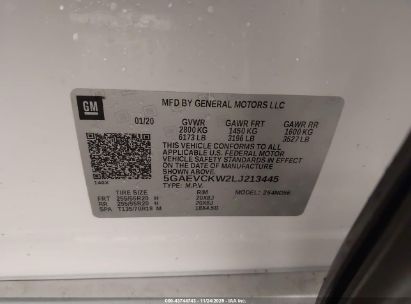 GM
MFD BY GENERAL MOTORS LLC
01/20 GVWR GAWR FRT GAWR RR
2800 KG 1450 KG 1600 KG
6173 LB 3196 LB 3527 LB
THIS VEHICLE CONFORMS TO ALL
APPLICABLE U.S. FEDERAL MOTOR
VEHICLE SAFETY STANDARDS IN EFFECT
ON THE DATE OF MANUFACTURE
SHOWN ABOVE.
5GAEVCKW2LJ213445
TYPE: M.P.V. MODEL:
TIRE SIZE RIM
FRT 255/55R20 H 20X8J
RR 255/55R20 H 20X8J
SPA T135/70R18 M 18X4.5B